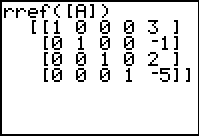 rref([A])
[[1 0 0 0 3 ]
[0 1 0 0 -1]
[0 0 1 0 2 ]
[0 0 0 1 -5]]